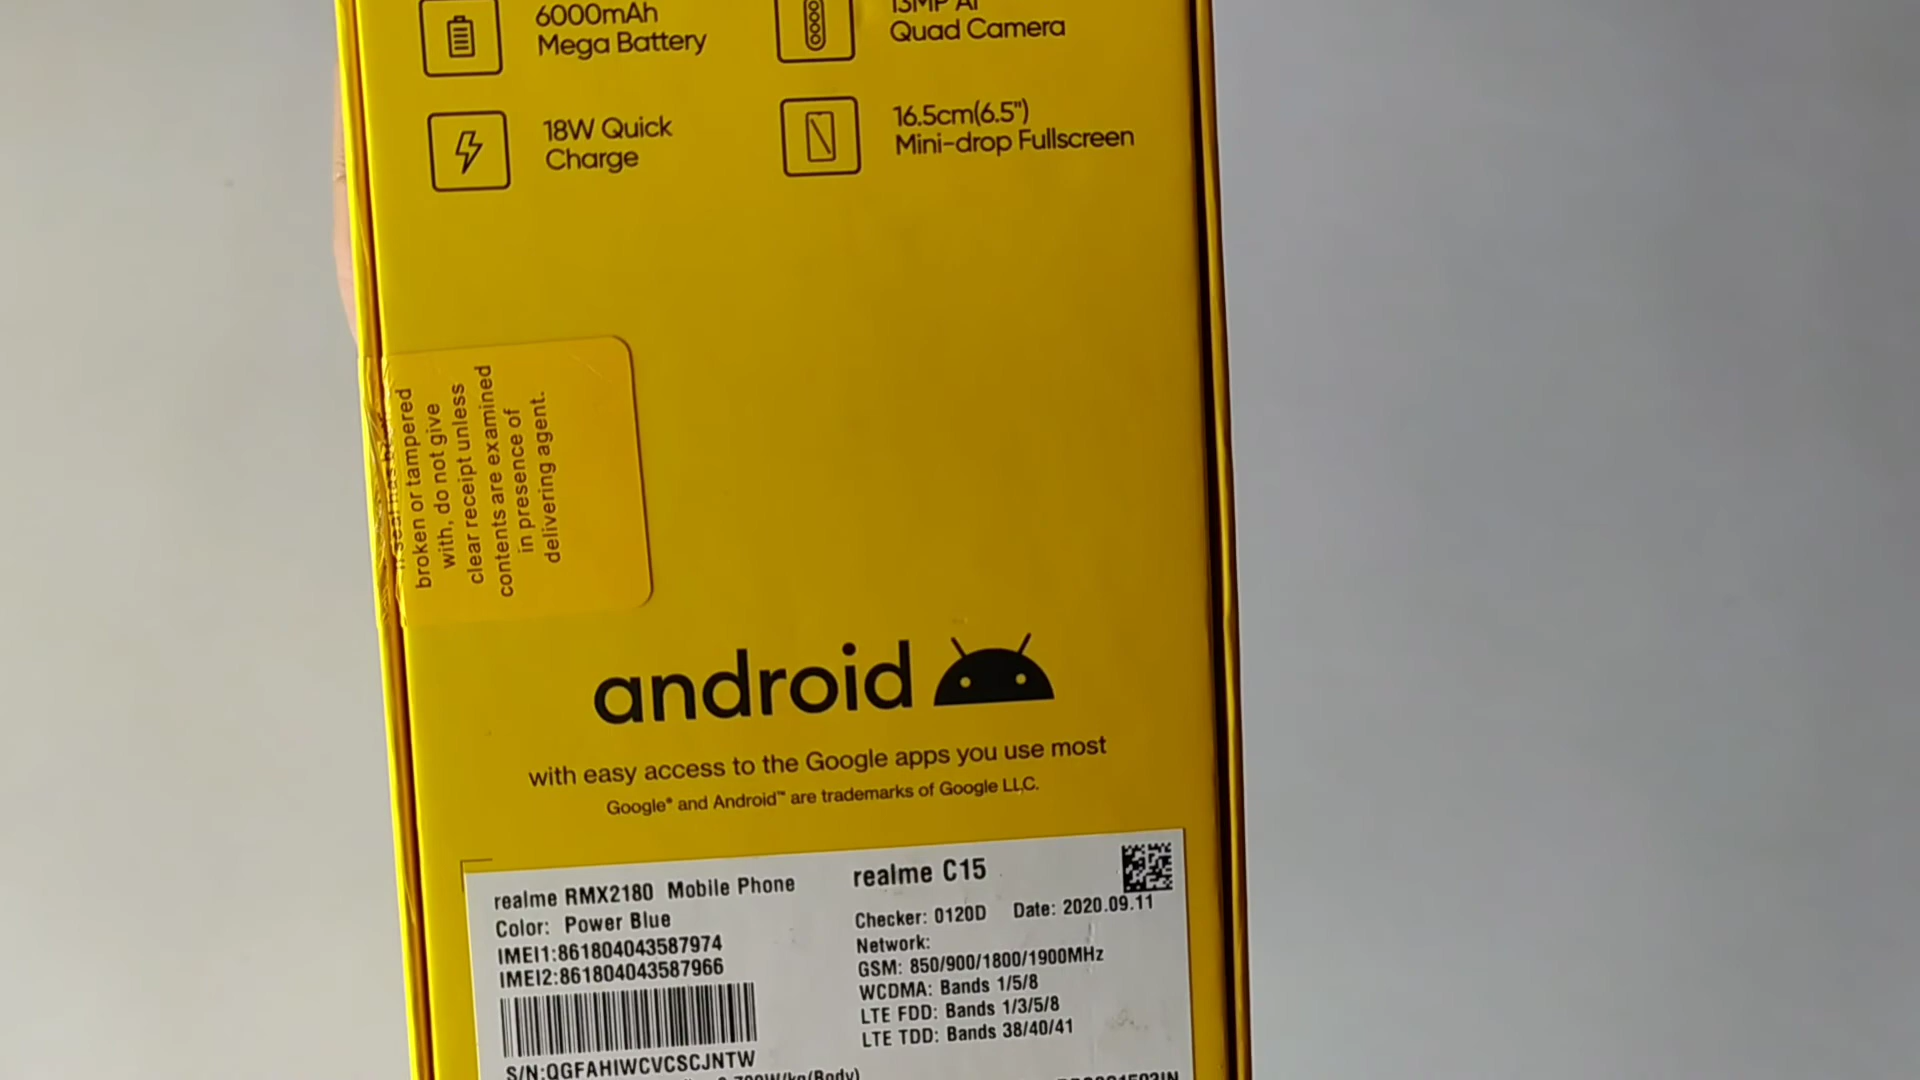 6000mAh
Mega Battery
13MP AI
Quad Camera
18W Quick
Charge
16.5cm(6.5")
Mini-drop Fullscreen
broken or tampered
with, do not give
clear receipt unless
contents are examined
in presence of
delivering agent.
android
with easy access to the Google apps you use most
Google® and Android™ are trademarks of Google LLC.
realme RMX2180 Mobile Phone
Color: Power Blue
IMEI1:861804043587974
IMEI2:861804043587966
S/N:QGFAHIWCVCSCJNTW
realme C15
Checker: 0120D Date: 2020.09.11
Network:
GSM: 850/900/1800/1900MHz
WCDMA: Bands 1/5/8
LTE FDD: Bands 1/3/5/8
LTE TDD: Bands 38/40/41